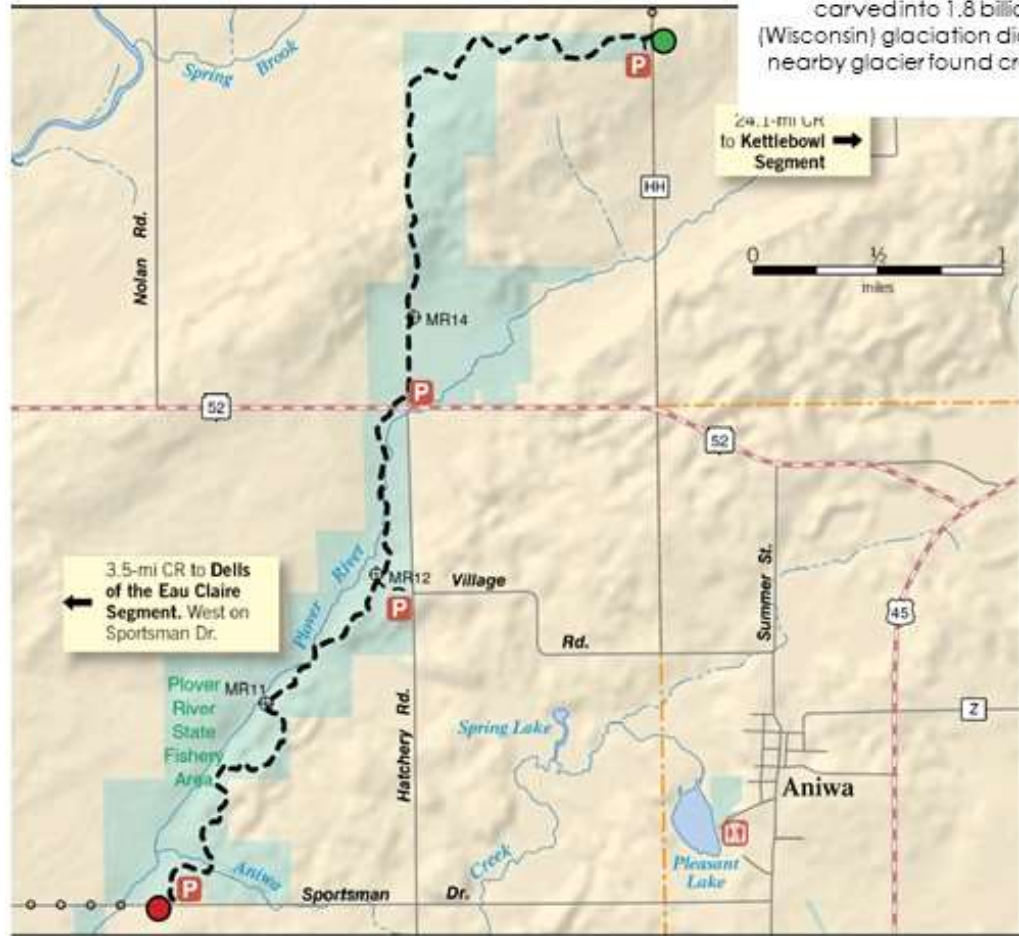 carved into 1.8 billio
(Wisconsin) glaciation did
nearby glacier found cre
Spring Brook
P
24.1-mi CR
to Kettlebowl
Segment
HH
Nolan Rd.
0 ½ 1
miles
MR14
P
52
52
3.5-mi CR to Dells
of the Eau Claire
Segment. West on
Sportsman Dr.
Plover River
MR12
Village
P
Rd.
Summer St.
45
Plover
River
State
Fishery
Area
MR11
Hatchery Rd.
Spring Lake
Z
Aniwa
Pleasant
Lake
Aniwa
Creek
P
Sportsman Dr.